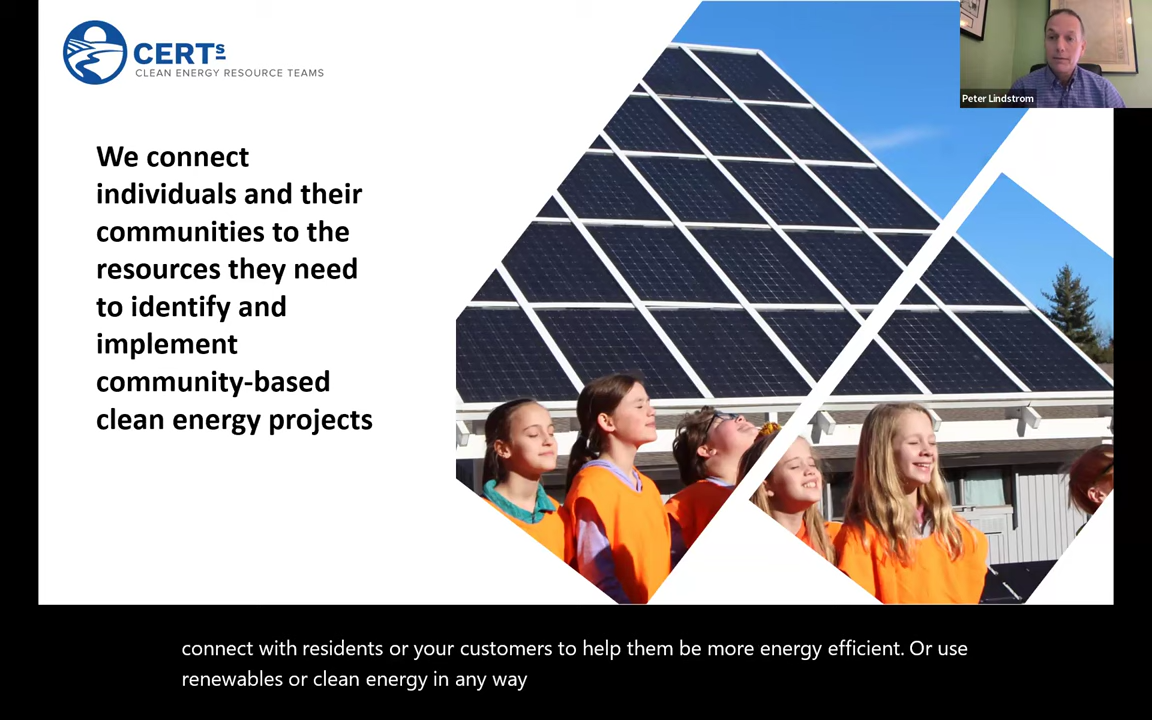 CERTs
CLEAN ENERGY RESOURCE TEAMS
Peter Lindstrom
We connect
individuals and their
communities to the
resources they need
to identify and
implement
community-based
clean energy projects
connect with residents or your customers to help them be more energy efficient. Or use
renewables or clean energy in any way